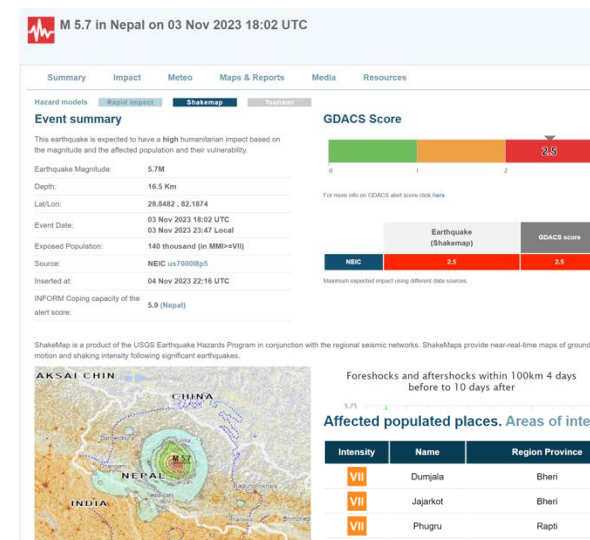 M 5.7 in Nepal on 03 Nov 2023 18:02 UTC
Summary Impact Meteo Maps & Reports Media Resources
Hazard models Rapid Impact Shakemap Tsunami
Event summary
This earthquake is expected to have a high humanitarian impact based on
the magnitude and the affected population and their vulnerability.
Earthquake Magnitude: 5.7M
Depth: 16.5 Km
Lat/Lon: 28.8482 , 82.1874
Event Date: 03 Nov 2023 18:02 UTC
03 Nov 2023 23:47 Local
Exposed Population: 140 thousand (in MMI>=VII)
Source: NEIC us7000l8p5
Inserted at: 04 Nov 2023 22:16 UTC
INFORM Coping capacity of the
alert score: 5.9 (Nepal)
GDACS Score
2.5
0 1 2
For more info on GDACS alert score click here.
Earthquake
(Shakemap) GDACS score
NEIC 2.5 2.5
Maximum expected impact using different data sources.
ShakeMap is a product of the USGS Earthquake Hazards Program in conjunction with the regional seismic networks. ShakeMaps provide near-real-time maps of ground
motion and shaking intensity following significant earthquakes.
AKSAI CHIN
CHINA
M 5.7
NEPAL
INDIA
Foreshocks and aftershocks within 100km 4 days
before to 10 days after
5.75
Affected populated places. Areas of inte
Intensity Name Region Province
VII Dumjala Bheri
VII Jajarkot Bheri
VII Phugru Rapti